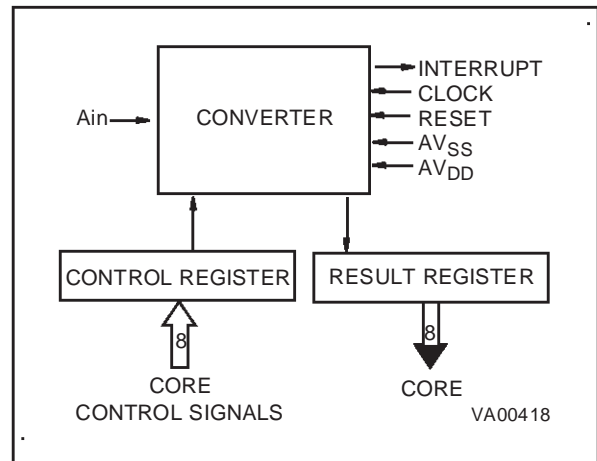 INTERRUPT
CLOCK
Ain
CONVERTER
RESET
AVSS
AVDD
CONTROL REGISTER
RESULT REGISTER
8
8
CORE
CONTROL SIGNALS
CORE
VA00418